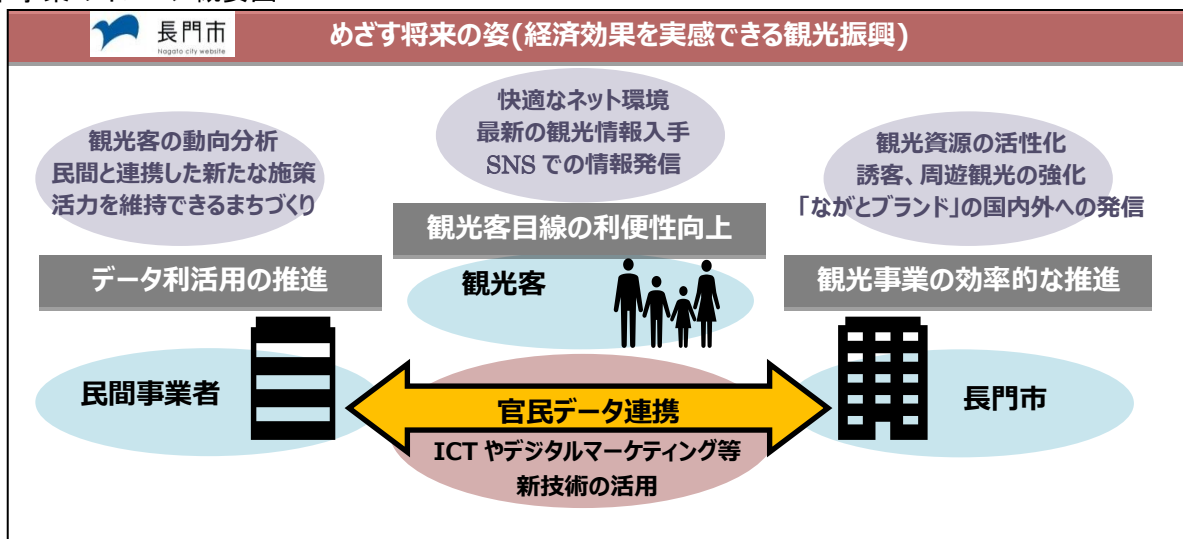 長門市
Nagato city website
めざす将来の姿(経済効果を実感できる観光振興)
観光客の動向分析
民間と連携した新たな施策
活力を維持できるまちづくり
データ利活用の推進
快適なネット環境
最新の観光情報入手
SNS での情報発信
観光客目線の利便性向上
観光資源の活性化
誘客、周遊観光の強化
「ながとブランド」の国内外への発信
観光事業の効率的な推進
観光客
民間事業者
官民データ連携
長門市
ICT やデジタルマーケティング等
新技術の活用